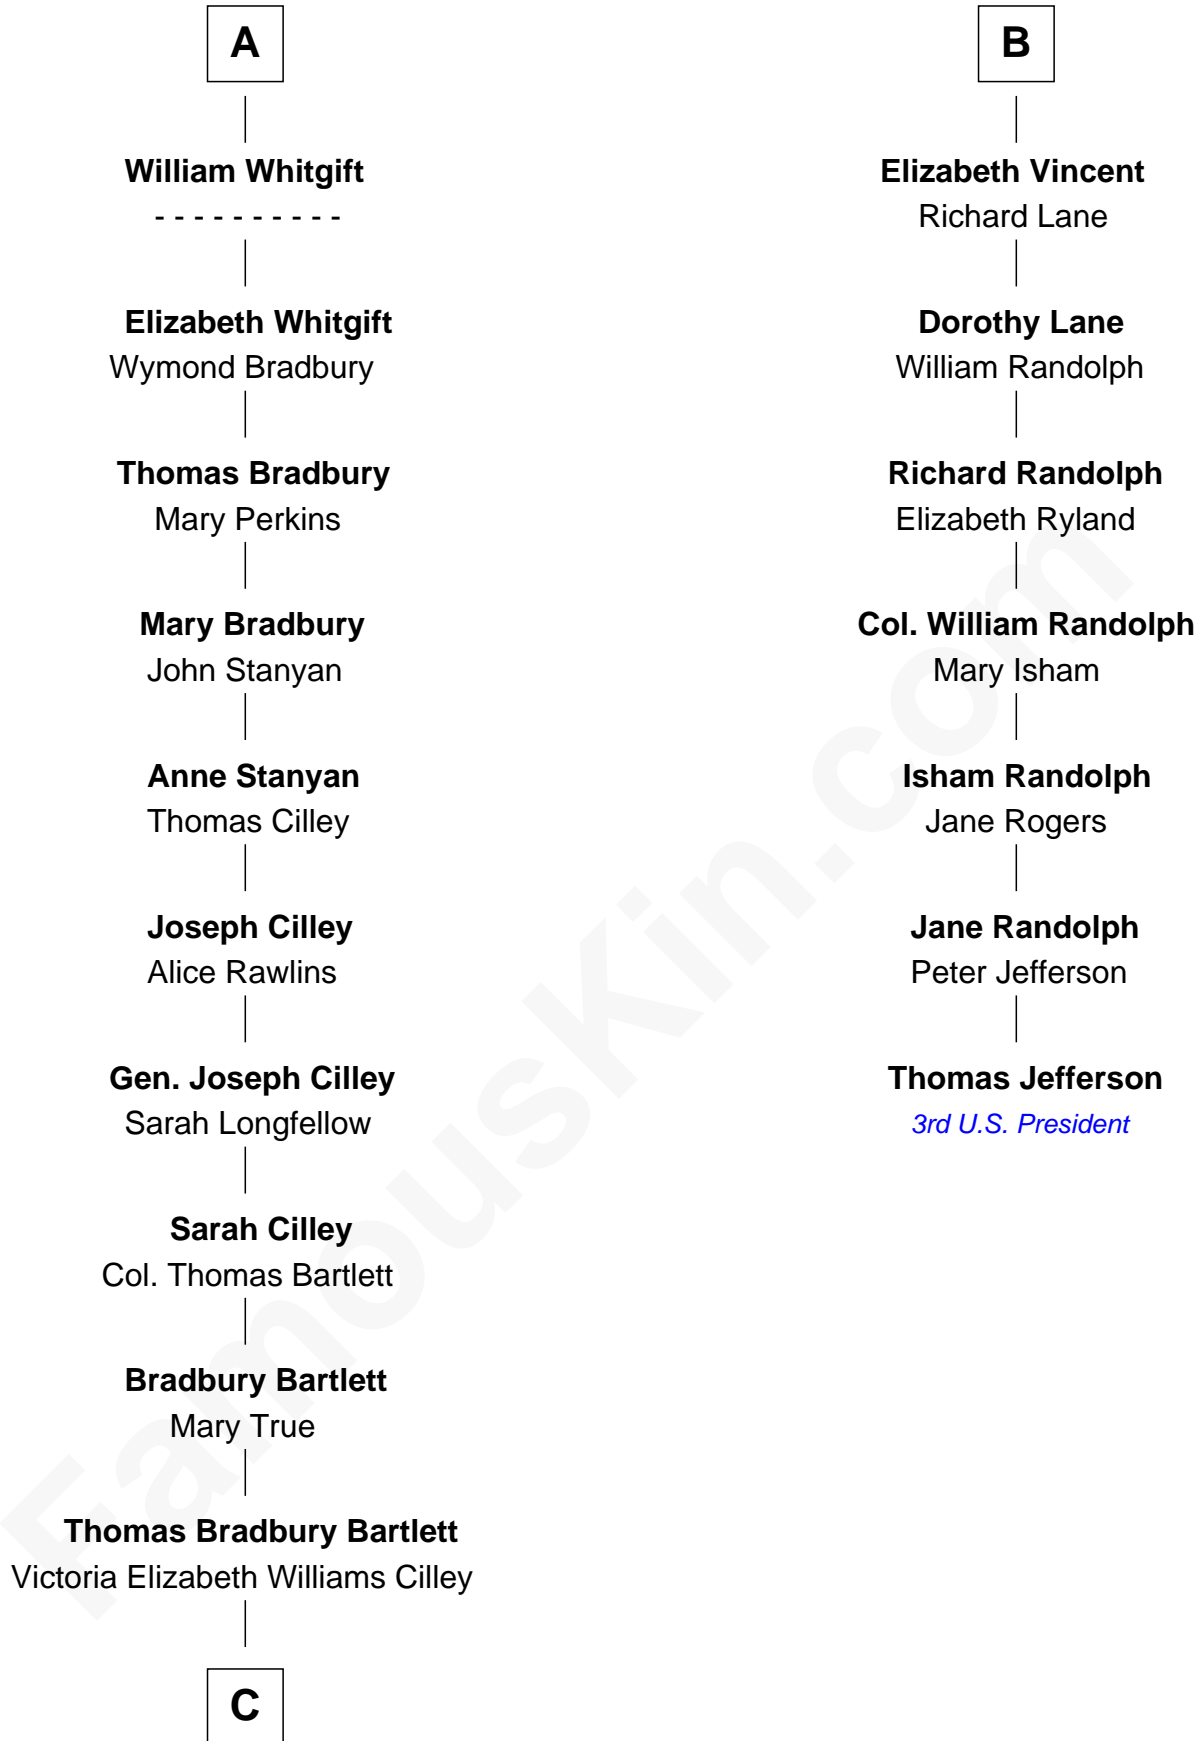 A
William Whitgift
- - - - - - - - - -
Elizabeth Whitgift
Wymond Bradbury
Thomas Bradbury
Mary Perkins
Mary Bradbury
John Stanyan
Anne Stanyan
Thomas Cilley
Joseph Cilley
Alice Rawlins
Gen. Joseph Cilley
Sarah Longfellow
Sarah Cilley
Col. Thomas Bartlett
Bradbury Bartlett
Mary True
Thomas Bradbury Bartlett
Victoria Elizabeth Williams Cilley
C
B
Elizabeth Vincent
Richard Lane
Dorothy Lane
William Randolph
Richard Randolph
Elizabeth Ryland
Col. William Randolph
Mary Isham
Isham Randolph
Jane Rogers
Jane Randolph
Peter Jefferson
Thomas Jefferson
3rd U.S. President
FamousKin.com